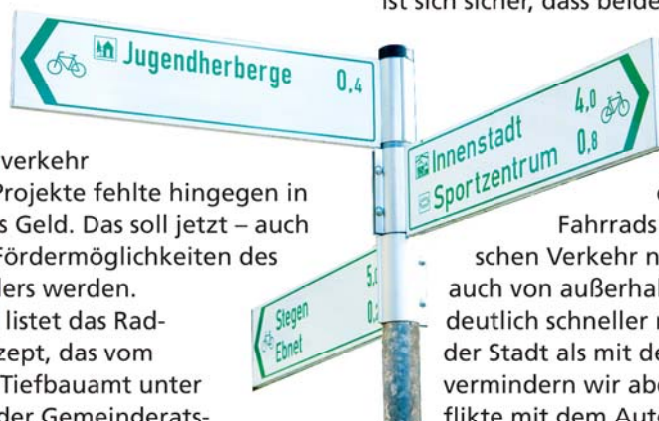 ist sich sicher, dass beide
Jugendherberge 0,4
Innenstadt 4,0
Sportzentrum 0,8
Stegen 5,
Ebnet 0,
verkehr
Projekte fehlte hingegen in
s Geld. Das soll jetzt – auch
Fördermöglichkeiten des
ders werden.
listet das Rad-
zept, das vom
Tiefbauamt unter
der Gemeinderats-
Fahrrads
schen Verkehr n
auch von außerhal
deutlich schneller
der Stadt als mit de
vermindern wir abe
flikte mit dem Aut